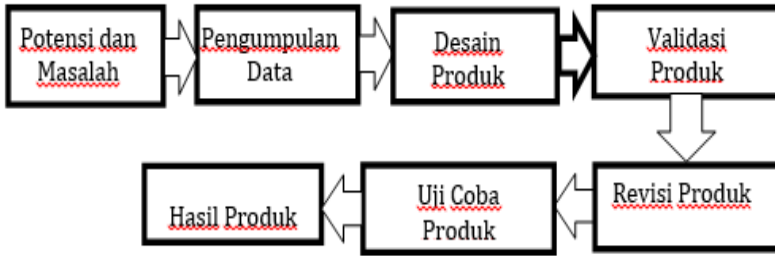 Potensi dan
Masalah
Pengumpulan
Data
Desain
Produk
Validasi
Produk
Revisi Produk
Uji Coba
Produk
Hasil Produk